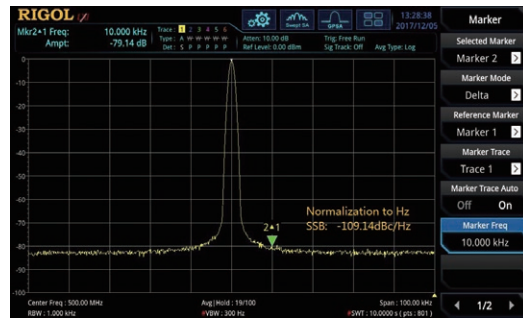 RIGOL
Mkr2▲1 Freq: 10.000 kHz
Ampt: -79.14 dB
Trace: 1 2 3 4 5 6
Type: A W W W W W
Det: S P P P P P
Swept SA
GPSA
Atten: 10.00 dB
Ref Level: 0.00 dBm
Trig: Free Run
Sig Track: Off
Avg Type: Log
13:28:38
2017/12/05
0
-10
-20
-30
-40
-50
-60
-70
-80
-90
-100
2▲1
Normalization to Hz
SSB: -109.14dBc/Hz
Center Freq : 500.00 MHz
Avg|Hold : 19/100
Span : 100.00 kHz
RBW : 1.000 kHz
#VBW : 300 Hz
#SWT : 10.0000 s ( pts : 801 )
Marker
Selected Marker
Marker 2
Marker Mode
Delta
Reference Marker
Marker 1
Marker Trace
Trace 1
Marker Trace Auto
Off On
Marker Freq
10.000 kHz
1/2